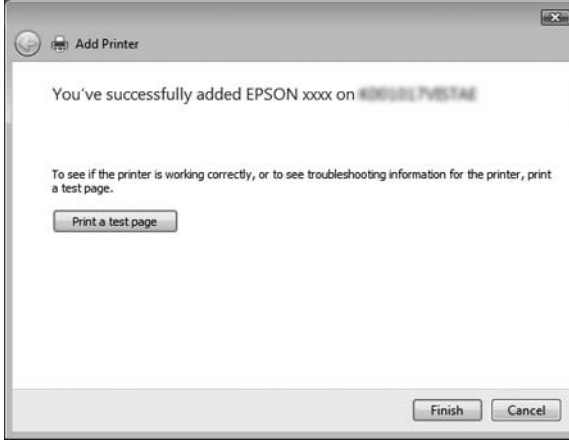 Add Printer
You've successfully added EPSON xxxx on
To see if the printer is working correctly, or to see troubleshooting information for the printer, print
a test page.
Print a test page
Finish
Cancel